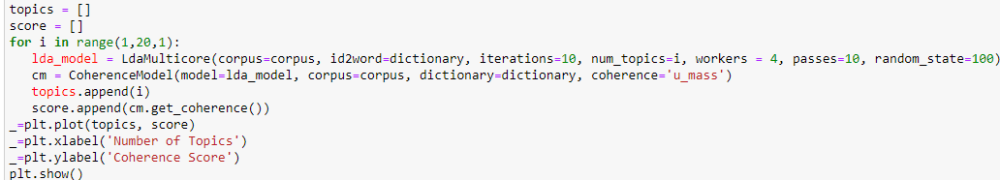 topics = []
score = []
for i in range(1,20,1):
   lda_model = LdaMulticore(corpus=corpus, id2word=dictionary, iterations=10, num_topics=i, workers = 4, passes=10, random_state=100)
   cm = CoherenceModel(model=lda_model, corpus=corpus, dictionary=dictionary, coherence='u_mass')
   topics.append(i)
   score.append(cm.get_coherence())
_=plt.plot(topics, score)
_=plt.xlabel('Number of Topics')
_=plt.ylabel('Coherence Score')
plt.show()